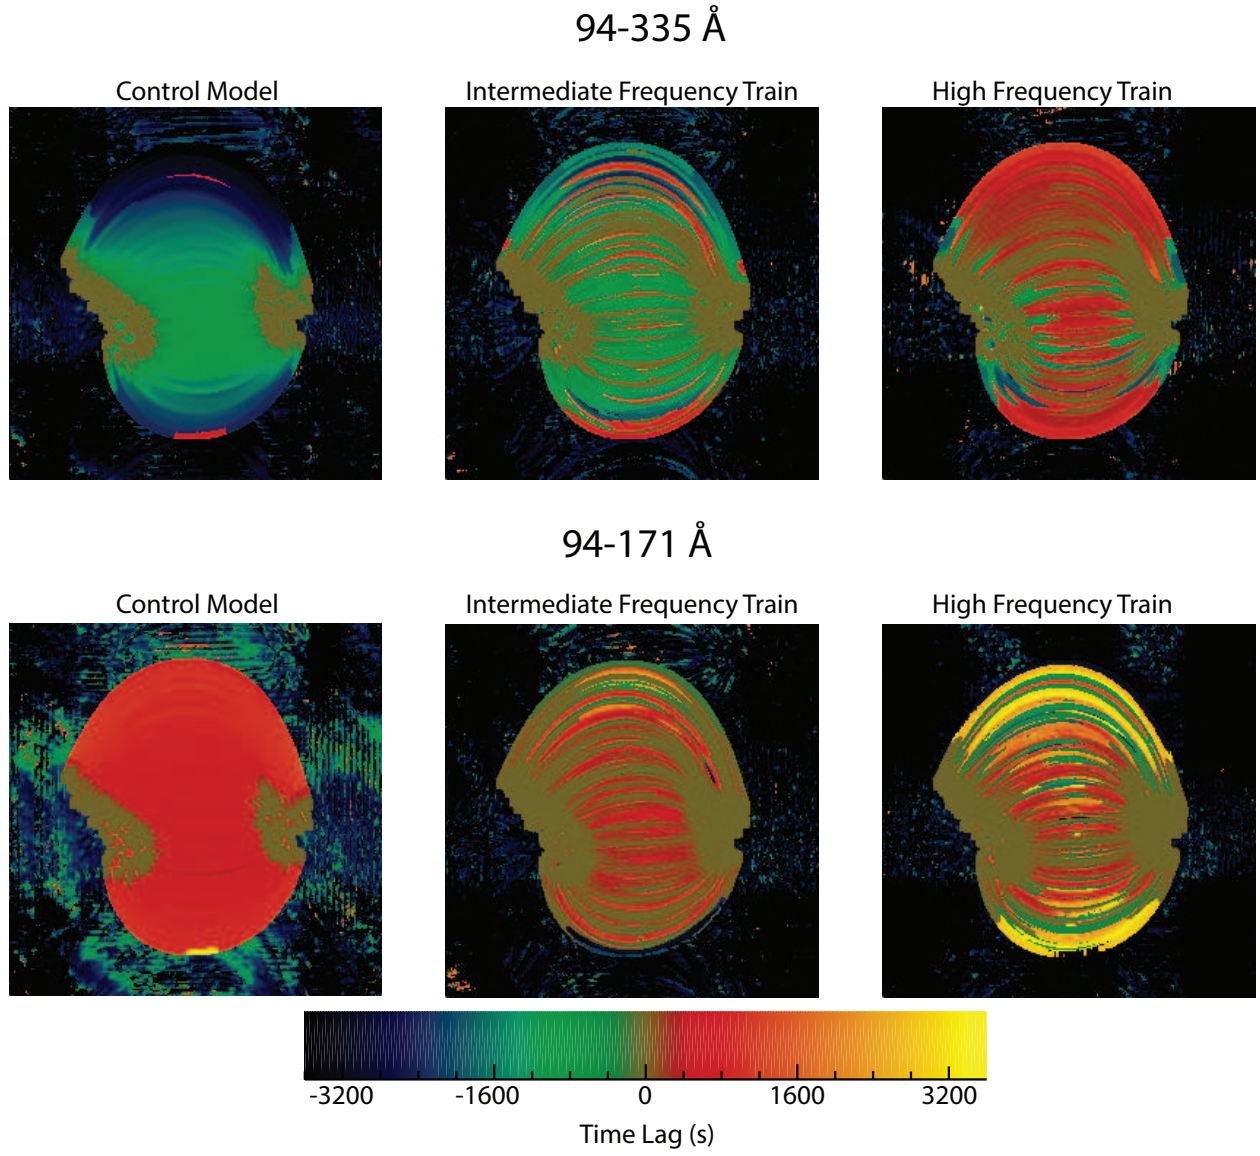 94-335 Å
Control Model
Intermediate Frequency Train
High Frequency Train
94-171 Å
Control Model
Intermediate Frequency Train
High Frequency Train
-3200 -1600 0 1600 3200
Time Lag (s)